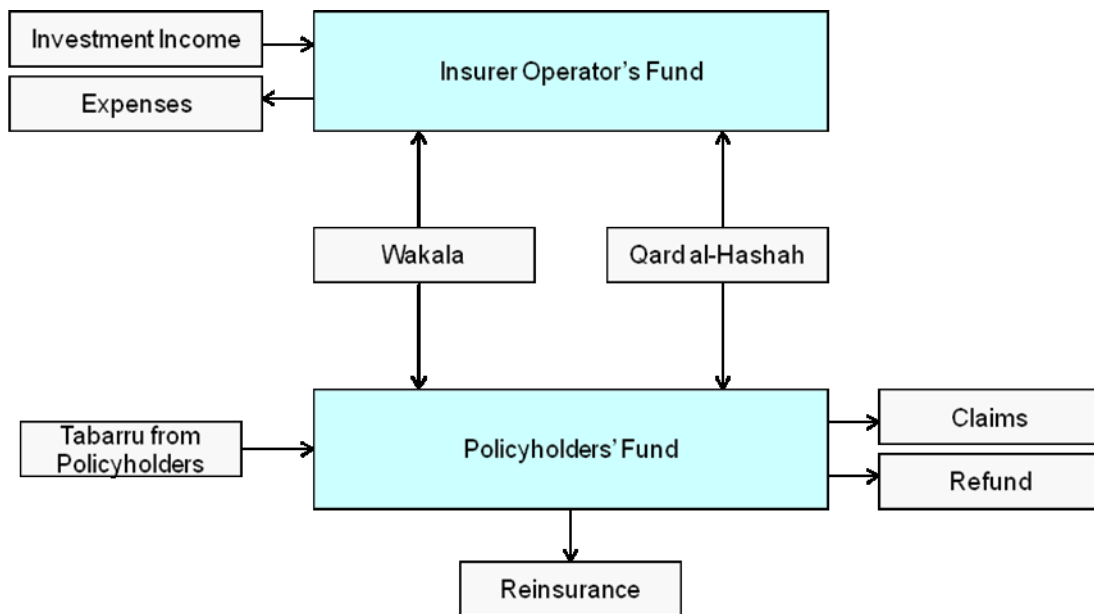 Investment Income
Insurer Operator's Fund
Expenses
Wakala
Qard al-Hashah
Tabarru from
Policyholders
Policyholders' Fund
Claims
Refund
Reinsurance